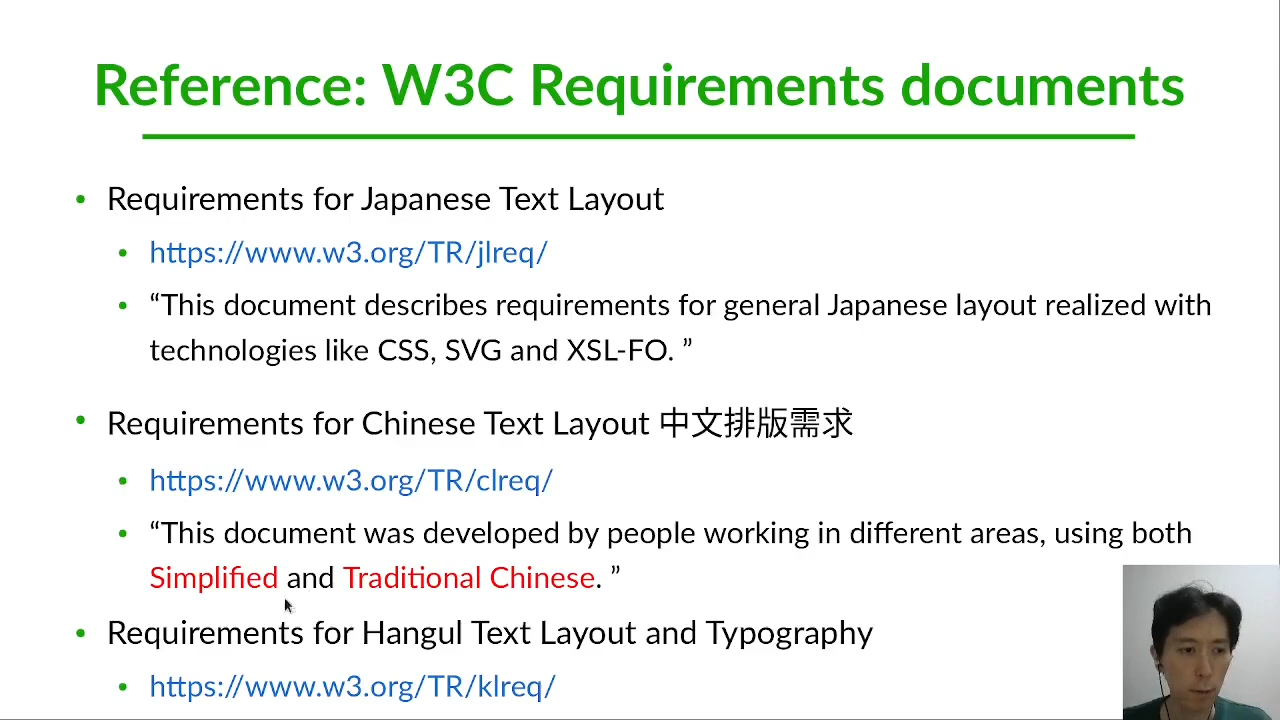 Reference: W3C Requirements documents
• Requirements for Japanese Text Layout
• https://www.w3.org/TR/jlreq/
• “This document describes requirements for general Japanese layout realized with
technologies like CSS, SVG and XSL-FO. ”
• Requirements for Chinese Text Layout 中文排版需求
• https://www.w3.org/TR/clreq/
• “This document was developed by people working in different areas, using both
Simplified and Traditional Chinese. ”
• Requirements for Hangul Text Layout and Typography
• https://www.w3.org/TR/klreq/